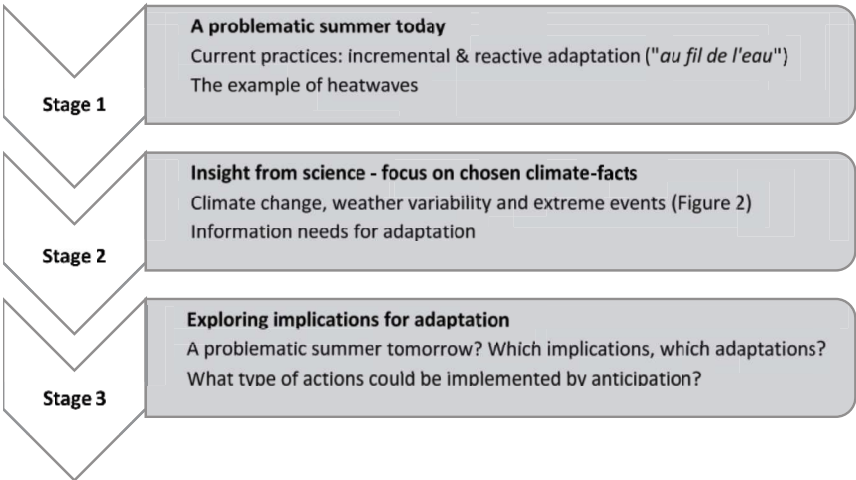 A problematic summer today
Current practices: incremental & reactive adaptation ("au fil de l'eau")
The example of heatwaves
Stage 1
Insight from science - focus on chosen climate-facts
Climate change, weather variability and extreme events (Figure 2)
Information needs for adaptation
Stage 2
Exploring implications for adaptation
A problematic summer tomorrow? Which implications, which adaptations?
What type of actions could be implemented by anticipation?
Stage 3